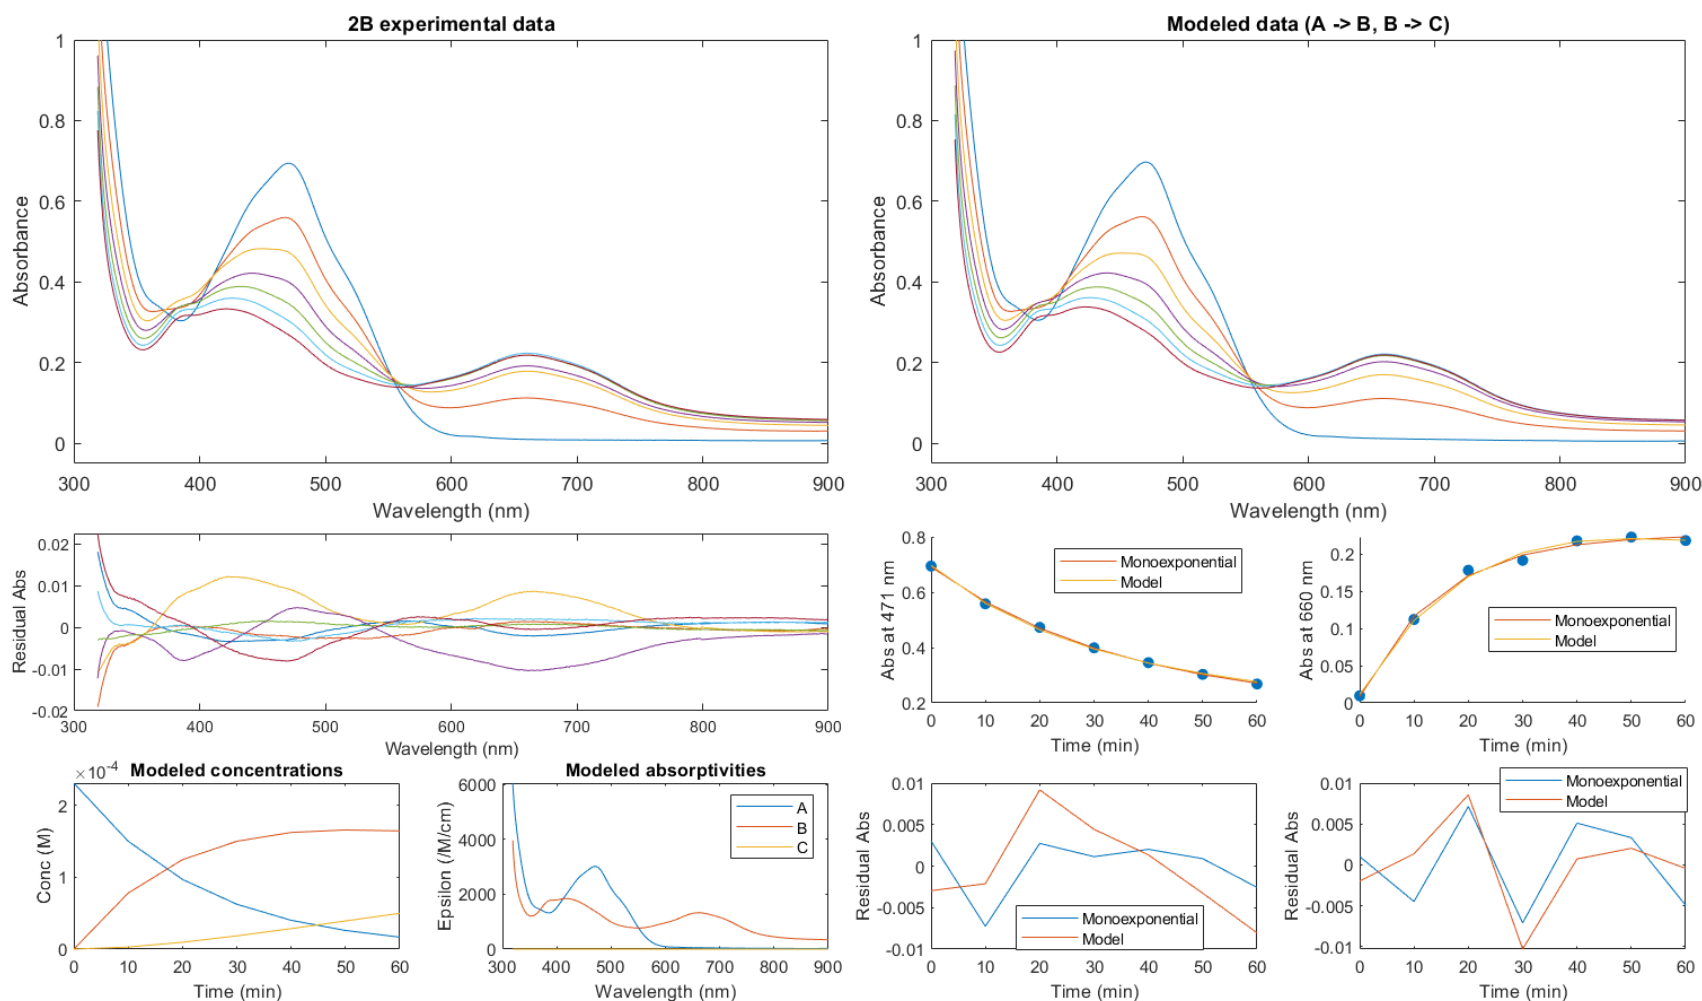 2B experimental data
Absorbance
1
0.8
0.6
0.4
0.2
0
300 400 500 600 700 800 900
Wavelength (nm)
Modeled data (A -> B, B -> C)
Absorbance
1
0.8
0.6
0.4
0.2
0
300 400 500 600 700 800 900
Wavelength (nm)
Residual Abs
0.02
0.01
0
-0.01
-0.02
300 400 500 600 700 800 900
Wavelength (nm)
Abs at 471 nm
0.8
0.6
0.4
0.2
Monoexponential
Model
0 10 20 30 40 50 60
Time (min)
Abs at 660 nm
0.2
0.15
0.1
0.05
0
Monoexponential
Model
0 10 20 30 40 50 60
Time (min)
×10-4
Modeled concentrations
Conc (M)
2
1
0
0 10 20 30 40 50 60
Time (min)
Modeled absorptivities
Epsilon (/M/cm)
6000
4000
2000
0
A
B
C
400 500 600 700 800 900
Wavelength (nm)
Residual Abs
0.01
0.005
0
-0.005
-0.01
Monoexponential
Model
0 10 20 30 40 50 60
Time (min)
Residual Abs
0.01
0.005
0
-0.005
-0.01
Monoexponential
Model
0 10 20 30 40 50 60
Time (min)